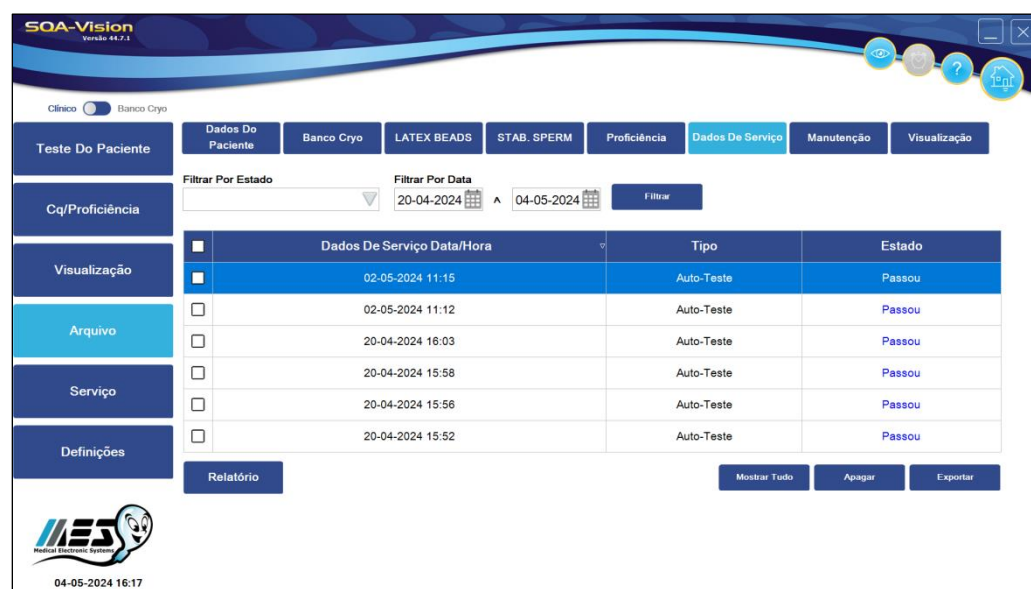 SQA-Vision
Versão 44.7.1
?
Clínico Banco Cryo
Teste Do Paciente
Cq/Proficiência
Visualização
Arquivo
Serviço
Definições
Dados Do
Paciente
Banco Cryo
LATEX BEADS
STAB. SPERM
Proficiência
Dados De Serviço
Manutenção
Visualização
Filtrar Por Estado
Filtrar Por Data
20-04-2024 ^ 04-05-2024
Filtrar
Dados De Serviço Data/Hora Tipo Estado
02-05-2024 11:15 Auto-Teste Passou
02-05-2024 11:12 Auto-Teste Passou
20-04-2024 16:03 Auto-Teste Passou
20-04-2024 15:58 Auto-Teste Passou
20-04-2024 15:56 Auto-Teste Passou
20-04-2024 15:52 Auto-Teste Passou
Relatório
Mostrar Tudo
Apagar
Exportar
MES
Medical Electronic Systems
04-05-2024 16:17